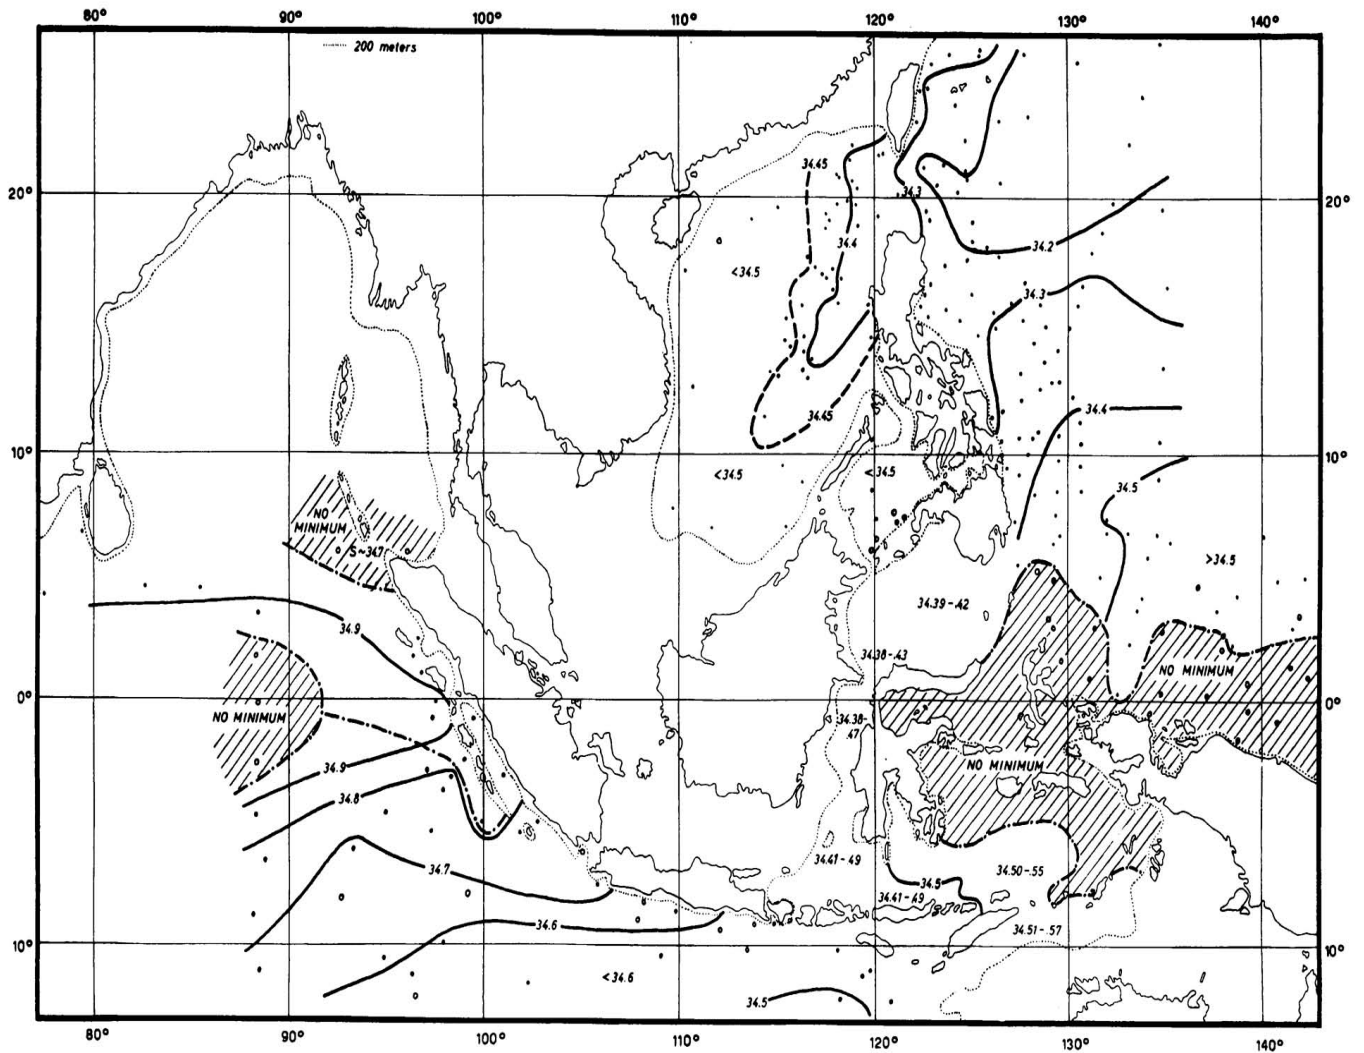 80° 90° 100° 110° 120° 130° 140°
200 meters
34.45
20° 34.3 20°
34.4 34.2
<34.5
34.3
34.45 34.4
10° <34.5 <34.5 10°
34.5
NO
MINIMUM
S~34.7
>34.5
34.39-.42
34.9
34.38-.43
NO MINIMUM
0° 0°
NO MINIMUM
34.38-
.47
34.9
NO MINIMUM
34.8
34.7
34.41-.49 34.50-.55
34.5
34.41-.49
34.6
34.51-.57
10° 10°
<34.6
34.5
80° 90° 100° 110° 120° 130° 140°